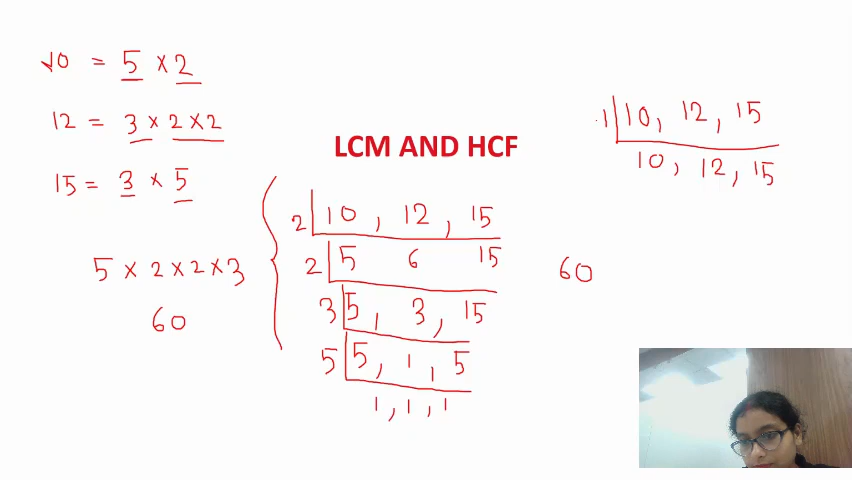 10 = 5 × 2
12 = 3 × 2 × 2
15 = 3 × 5
5 × 2 × 2 × 3
60
LCM AND HCF
2 10 , 12 , 15
2 5 6 15
3 5 , 3 , 15
5 5 , 1 , 5
1 , 1 , 1
60
1 10 , 12 , 15
10 , 12 , 15